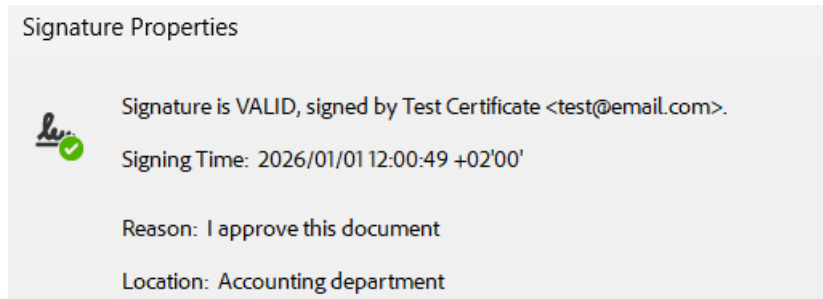 Signature Properties
Signature is VALID, signed by Test Certificate <test@email.com>.
Signing Time: 2026/01/01 12:00:49 +02'00'
Reason: I approve this document
Location: Accounting department